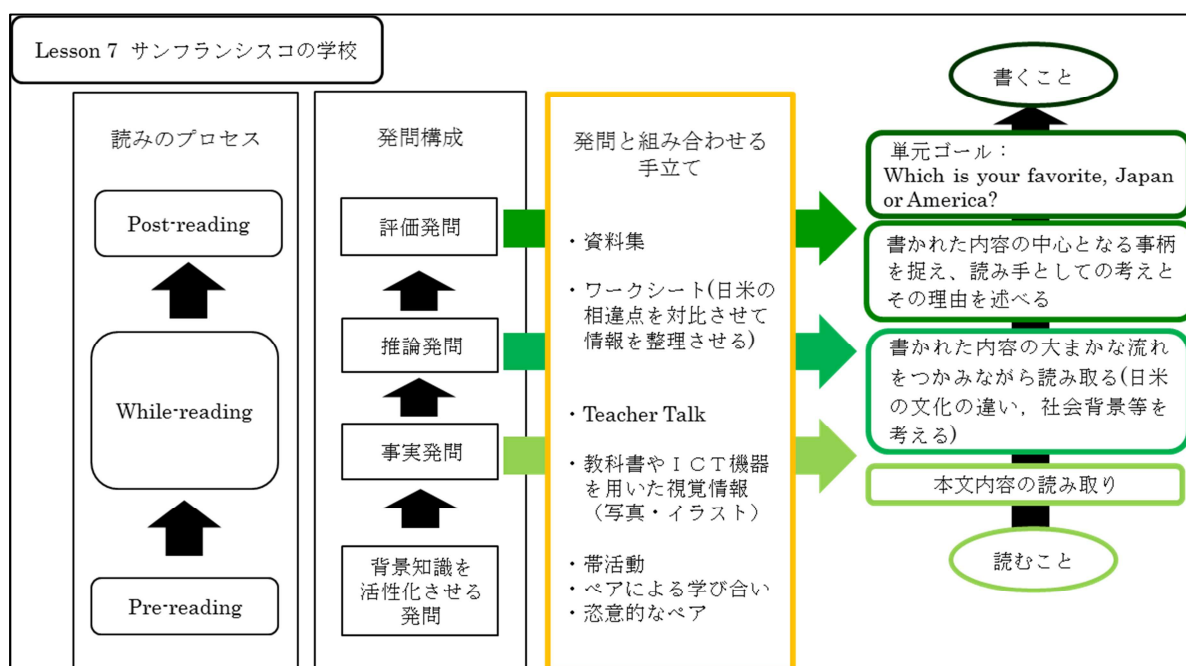 Lesson 7 サンフランシスコの学校
読みのプロセス
Post-reading
While-reading
Pre-reading
発問構成
評価発問
推論発問
事実発問
背景知識を
活性化させる
発問
発問と組み合わせる
手立て
・資料集
・ワークシート(日米の
相違点を対比させて
情報を整理させる)
・Teacher Talk
・教科書やＩＣＴ機器
を用いた視覚情報
（写真・イラスト）
・帯活動
・ペアによる学び合い
・恣意的なペア
書くこと
単元ゴール：
Which is your favorite, Japan
or America?
書かれた内容の中心となる事柄
を捉え、読み手としての考えと
その理由を述べる
書かれた内容の大まかな流れ
をつかみながら読み取る(日米
の文化の違い，社会背景等を
考える)
本文内容の読み取り
読むこと